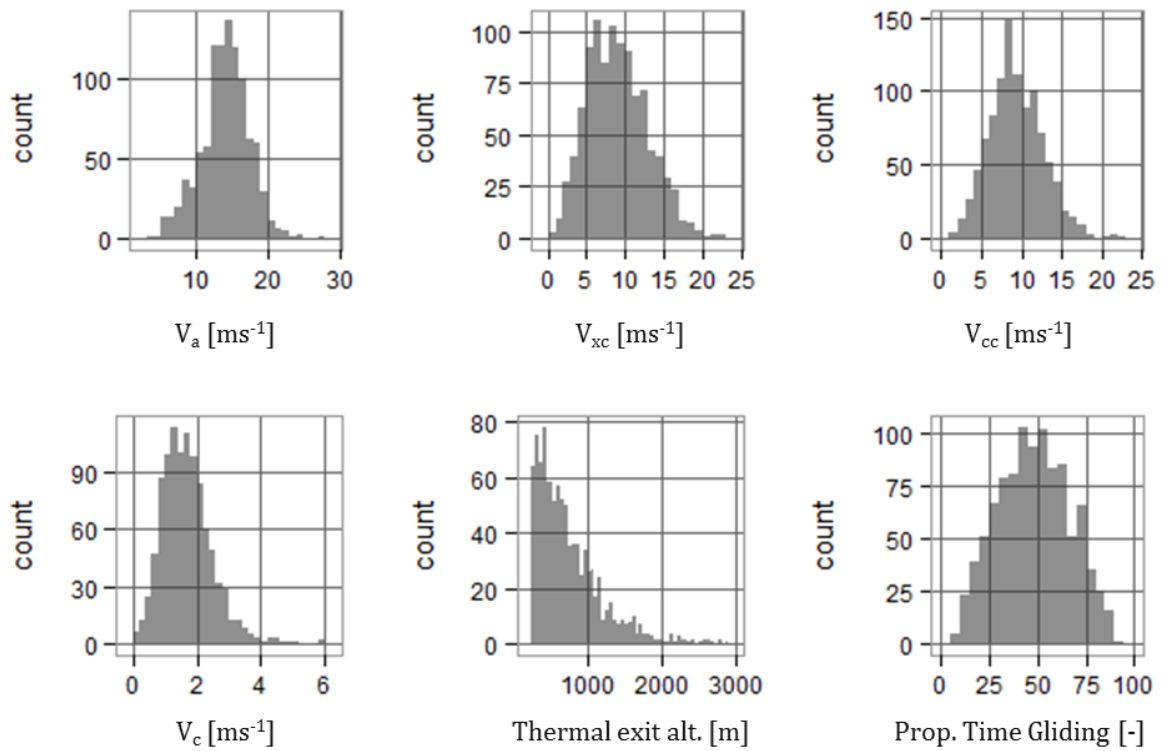 count
100
50
0
10 20 30
Vₐ [ms⁻¹]
count
100
75
50
25
0
0 5 10 15 20 25
V_xc [ms⁻¹]
count
150
100
50
0
0 5 10 15 20 25
V_cc [ms⁻¹]
count
90
60
30
0
0 2 4 6
V_c [ms⁻¹]
count
80
60
40
20
0
1000 2000 3000
Thermal exit alt. [m]
count
100
75
50
25
0
0 25 50 75 100
Prop. Time Gliding [-]